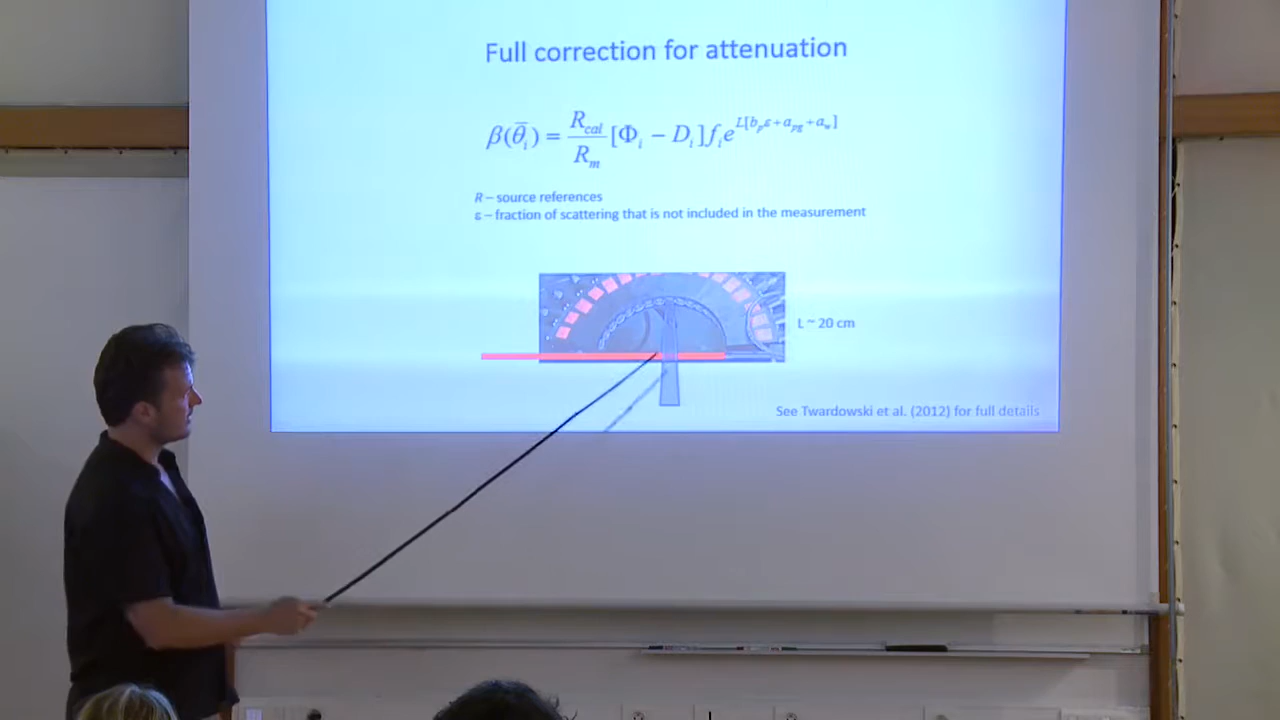 Full correction for attenuation
β(θ̄ᵢ) = R_cal / R_m [Φᵢ − Dᵢ] fᵢ e^{L[b_p ε + a_pg + a_w]}
R – source references
ε – fraction of scattering that is not included in the measurement
L ~ 20 cm
See Twardowski et al. (2012) for full details